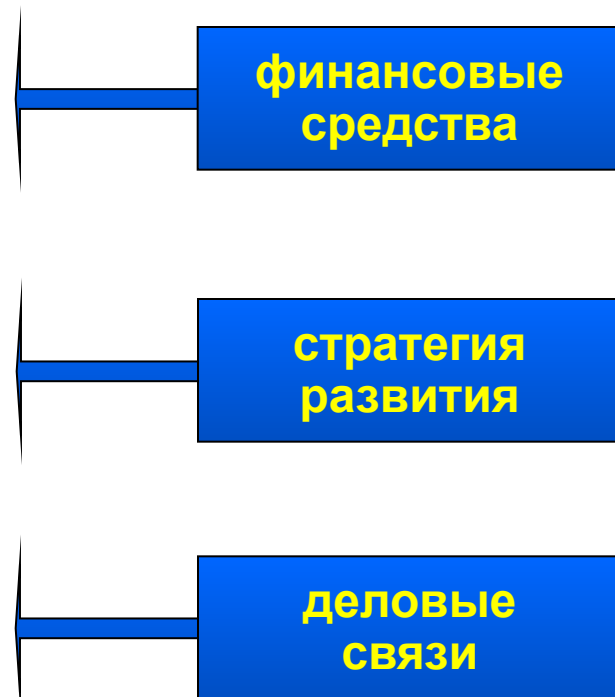 финансовые
средства
стратегия
развития
деловые
связи